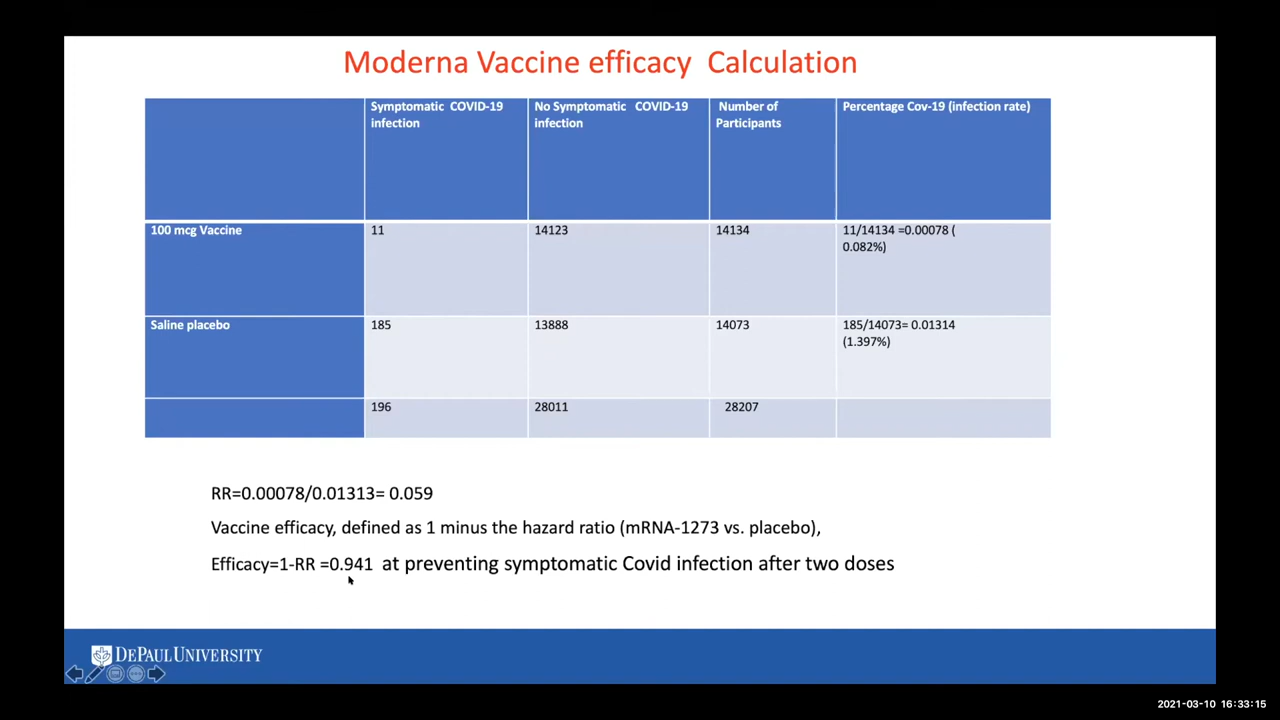 Moderna Vaccine efficacy Calculation
Symptomatic COVID-19 infection
No Symptomatic COVID-19 infection
Number of Participants
Percentage Cov-19 (infection rate)
100 mcg Vaccine
11
14123
14134
11/14134 =0.00078 (
0.082%)
Saline placebo
185
13888
14073
185/14073= 0.01314
(1.397%)
196
28011
28207
RR=0.00078/0.01313= 0.059
Vaccine efficacy, defined as 1 minus the hazard ratio (mRNA-1273 vs. placebo),
Efficacy=1-RR =0.941 at preventing symptomatic Covid infection after two doses
DEPAUL UNIVERSITY
2021-03-10 16:33:15